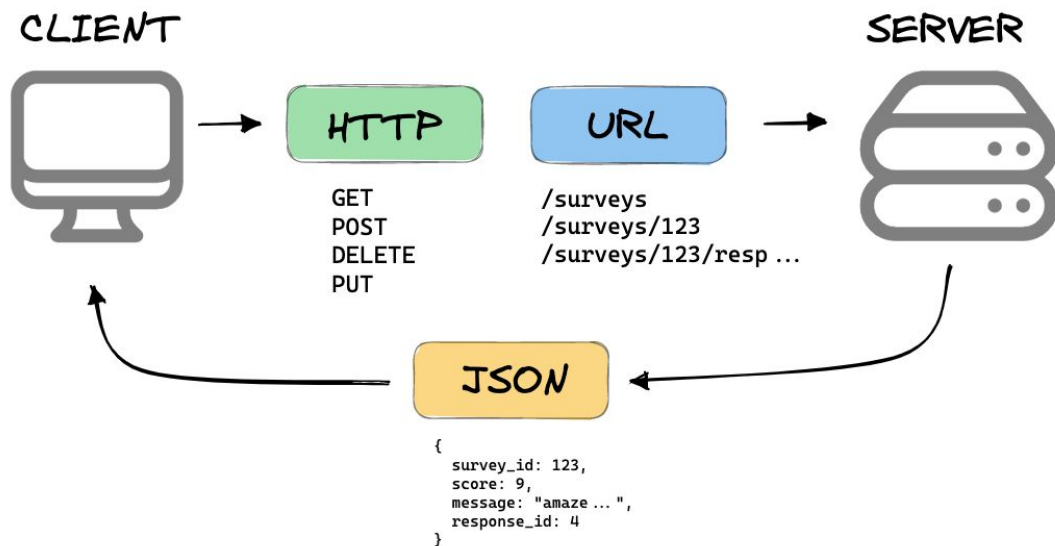 CLIENT
SERVER
HTTP
URL
GET
POST
DELETE
PUT
/surveys
/surveys/123
/surveys/123/resp ...
JSON
{
survey_id: 123,
score: 9,
message: "amaze ... ",
response_id: 4
}